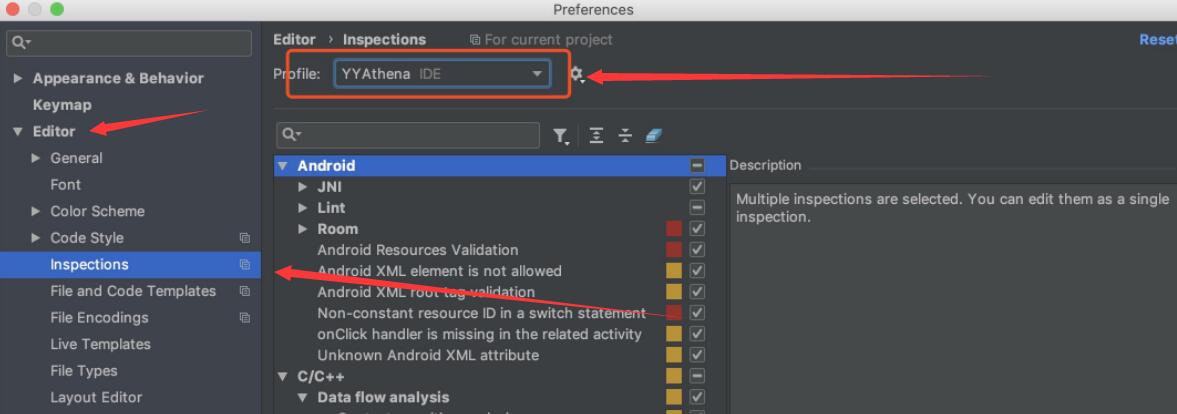 Preferences
Appearance & Behavior
Keymap
Editor
General
Font
Color Scheme
Code Style
Inspections
File and Code Templates
File Encodings
Live Templates
File Types
Layout Editor
Editor › Inspections For current project
Reset
Profile: YYAthena IDE
Android
JNI
Lint
Room
Android Resources Validation
Android XML element is not allowed
Android XML root tag validation
Non-constant resource ID in a switch statement
onClick handler is missing in the related activity
Unknown Android XML attribute
C/C++
Data flow analysis
Description
Multiple inspections are selected. You can edit them as a single
inspection.